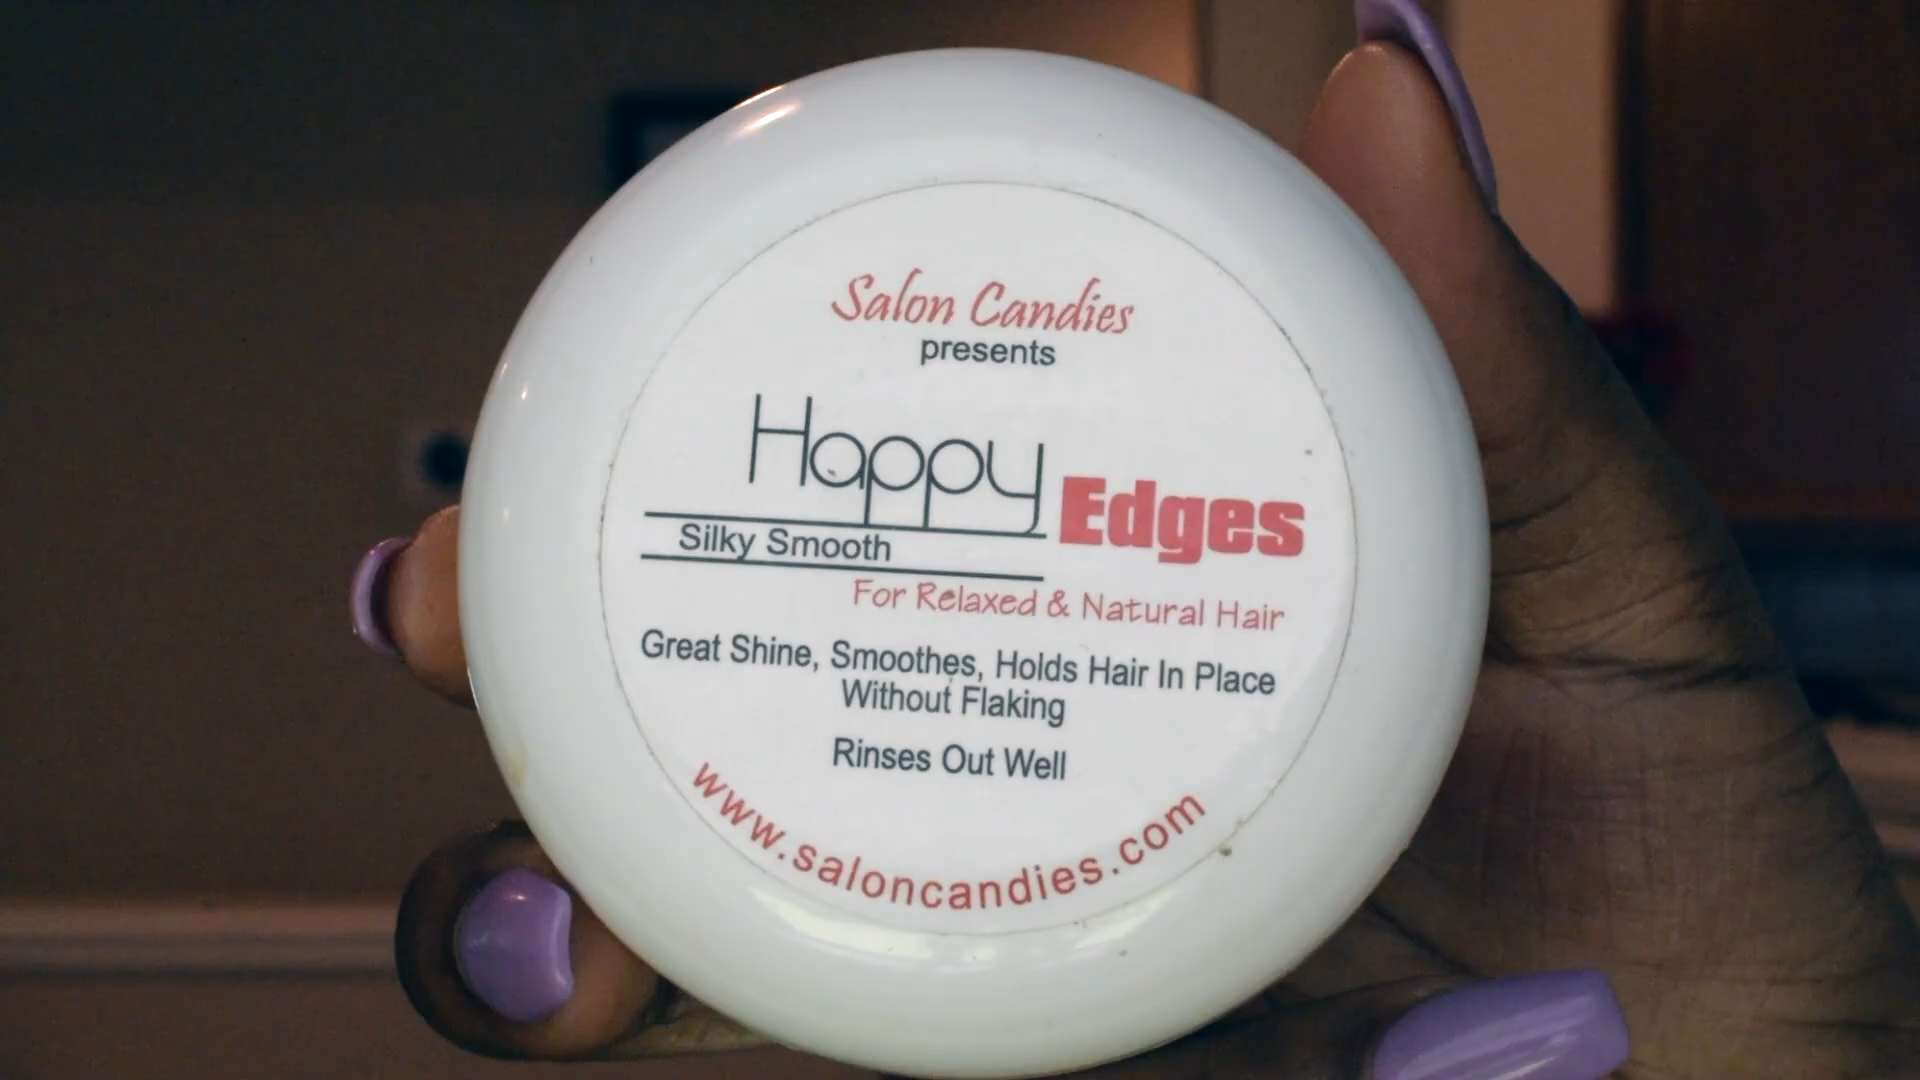 Salon Candies
presents
Happy Edges
Silky Smooth
For Relaxed & Natural Hair
Great Shine, Smoothes, Holds Hair In Place
Without Flaking
Rinses Out Well
www.saloncandies.com